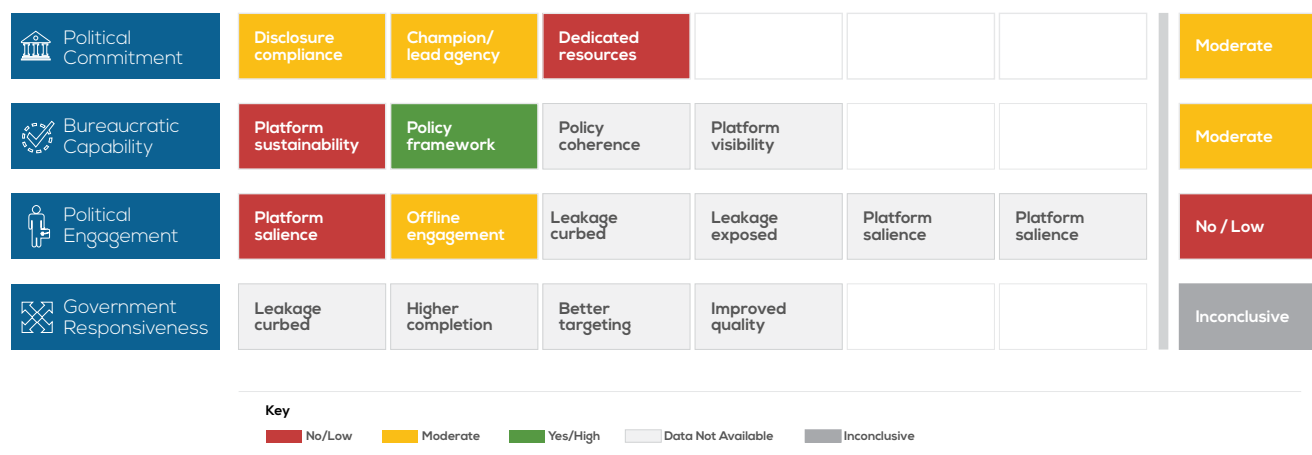 Political
Commitment
Disclosure
compliance
Champion/
lead agency
Dedicated
resources
Moderate
Bureaucratic
Capability
Platform
sustainability
Policy
framework
Policy
coherence
Platform
visibility
Moderate
Political
Engagement
Platform
salience
Offline
engagement
Leakage
curbed
Leakage
exposed
Platform
salience
Platform
salience
No / Low
Government
Responsiveness
Leakage
curbed
Higher
completion
Better
targeting
Improved
quality
Inconclusive
Key
No/Low
Moderate
Yes/High
Data Not Available
Inconclusive